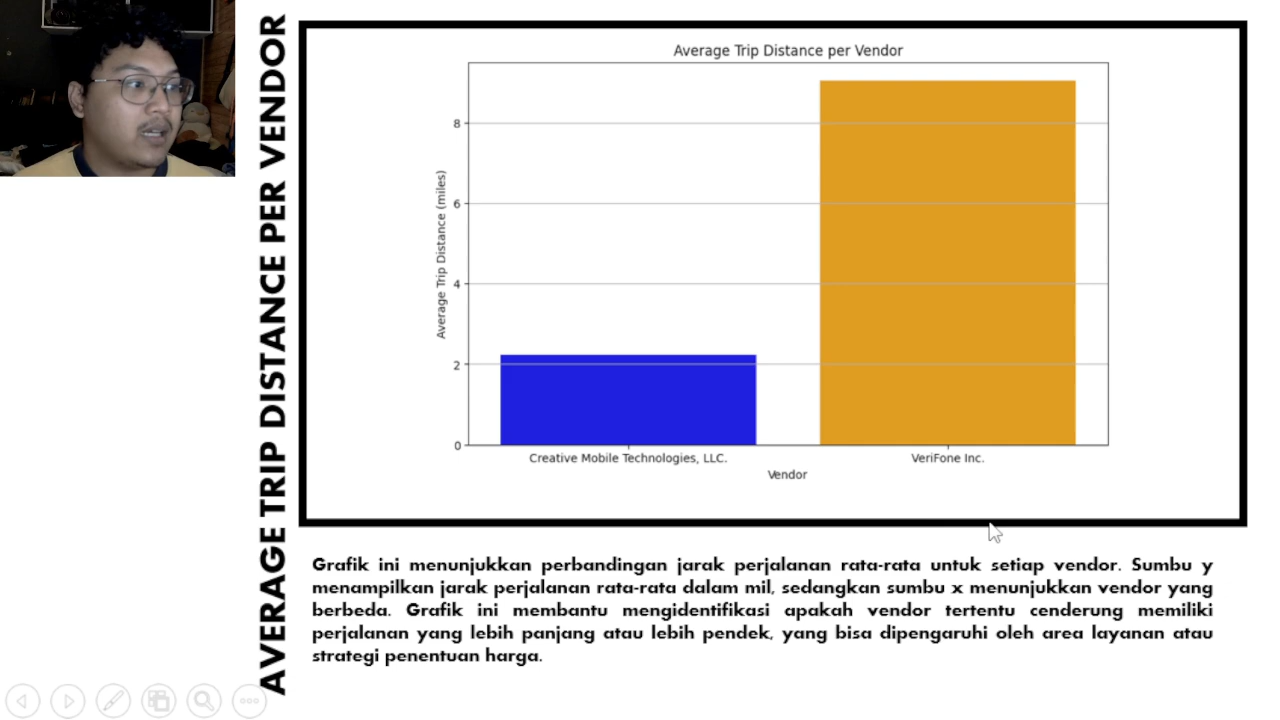 AVERAGE TRIP DISTANCE PER VENDOR
Average Trip Distance per Vendor
Average Trip Distance (miles)
8
6
4
2
0
Creative Mobile Technologies, LLC.
VeriFone Inc.
Vendor
Grafik ini menunjukkan perbandingan jarak perjalanan rata-rata untuk setiap vendor. Sumbu y
menampilkan jarak perjalanan rata-rata dalam mil, sedangkan sumbu x menunjukkan vendor yang
berbeda. Grafik ini membantu mengidentifikasi apakah vendor tertentu cenderung memiliki
perjalanan yang lebih panjang atau lebih pendek, yang bisa dipengaruhi oleh area layanan atau
strategi penentuan harga.